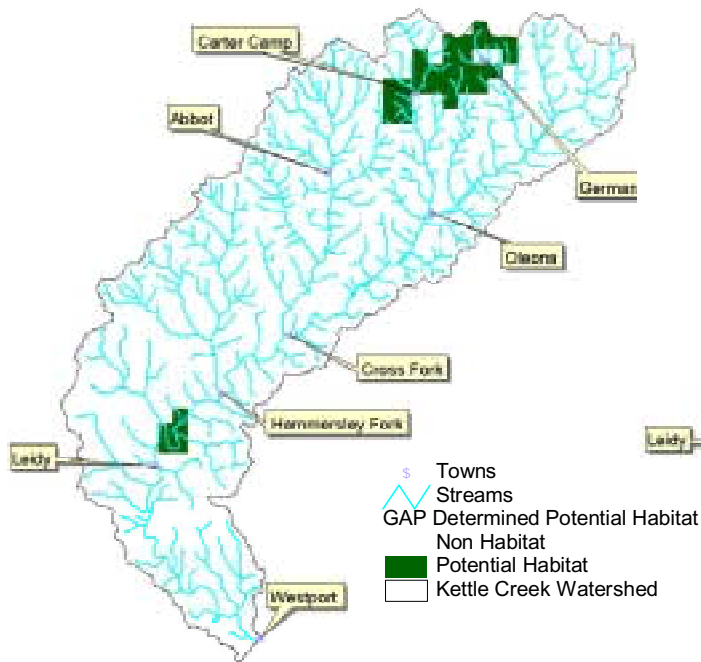 Carter Camp
Abbot
German
Oleona
Cross Fork
Hammersley Fork
Leidy
Leidy
$ Towns
Streams
GAP Determined Potential Habitat
Non Habitat
Potential Habitat
Kettle Creek Watershed
Westport